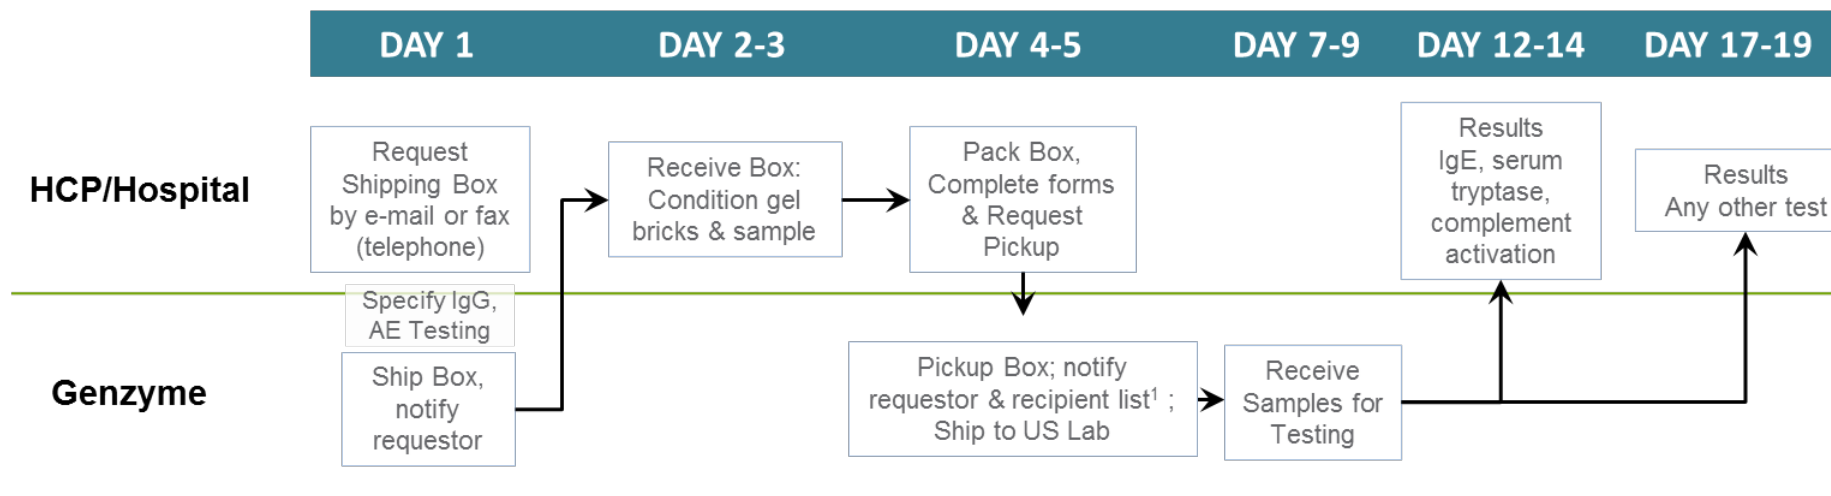 DAY 1
DAY 2-3
DAY 4-5
DAY 7-9
DAY 12-14
DAY 17-19
HCP/Hospital
Request
Shipping Box
by e-mail or fax
(telephone)
Receive Box:
Condition gel
bricks & sample
Pack Box,
Complete forms
& Request
Pickup
Results
IgE, serum
tryptase,
complement
activation
Results
Any other test
Specify IgG,
AE Testing
Genzyme
Ship Box,
notify
requestor
Pickup Box; notify
requestor & recipient list¹ ;
Ship to US Lab
Receive
Samples for
Testing